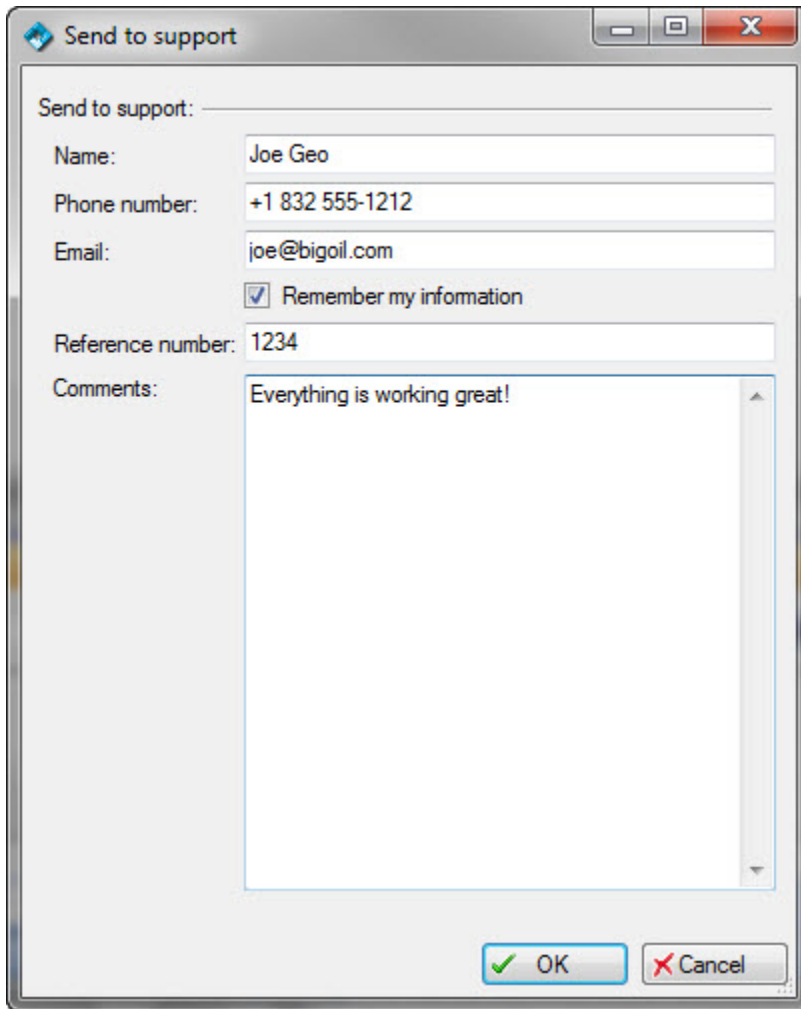 Send to support
Send to support:
Name: Joe Geo
Phone number: +1 832 555-1212
Email: joe@bigoil.com
Remember my information
Reference number: 1234
Comments: Everything is working great!
OK Cancel